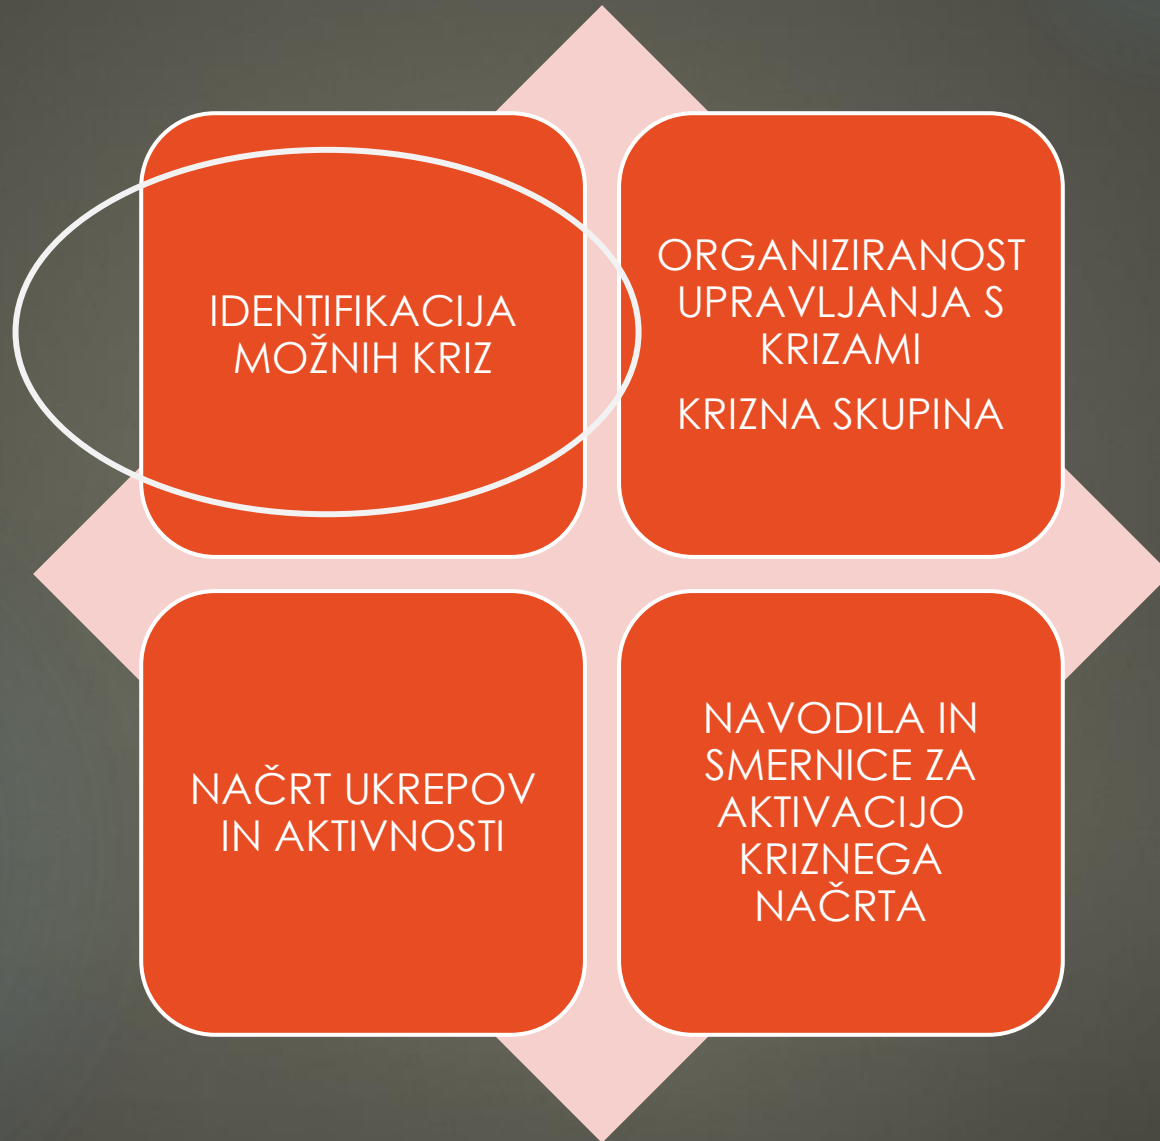 IDENTIFIKACIJA
MOŽNIH KRIZ
ORGANIZIRANOST
UPRAVLJANJA S
KRIZAMI
KRIZNA SKUPINA
NAČRT UKREPOV
IN AKTIVNOSTI
NAVODILA IN
SMERNICE ZA
AKTIVACIJO
KRIZNEGA
NAČRTA